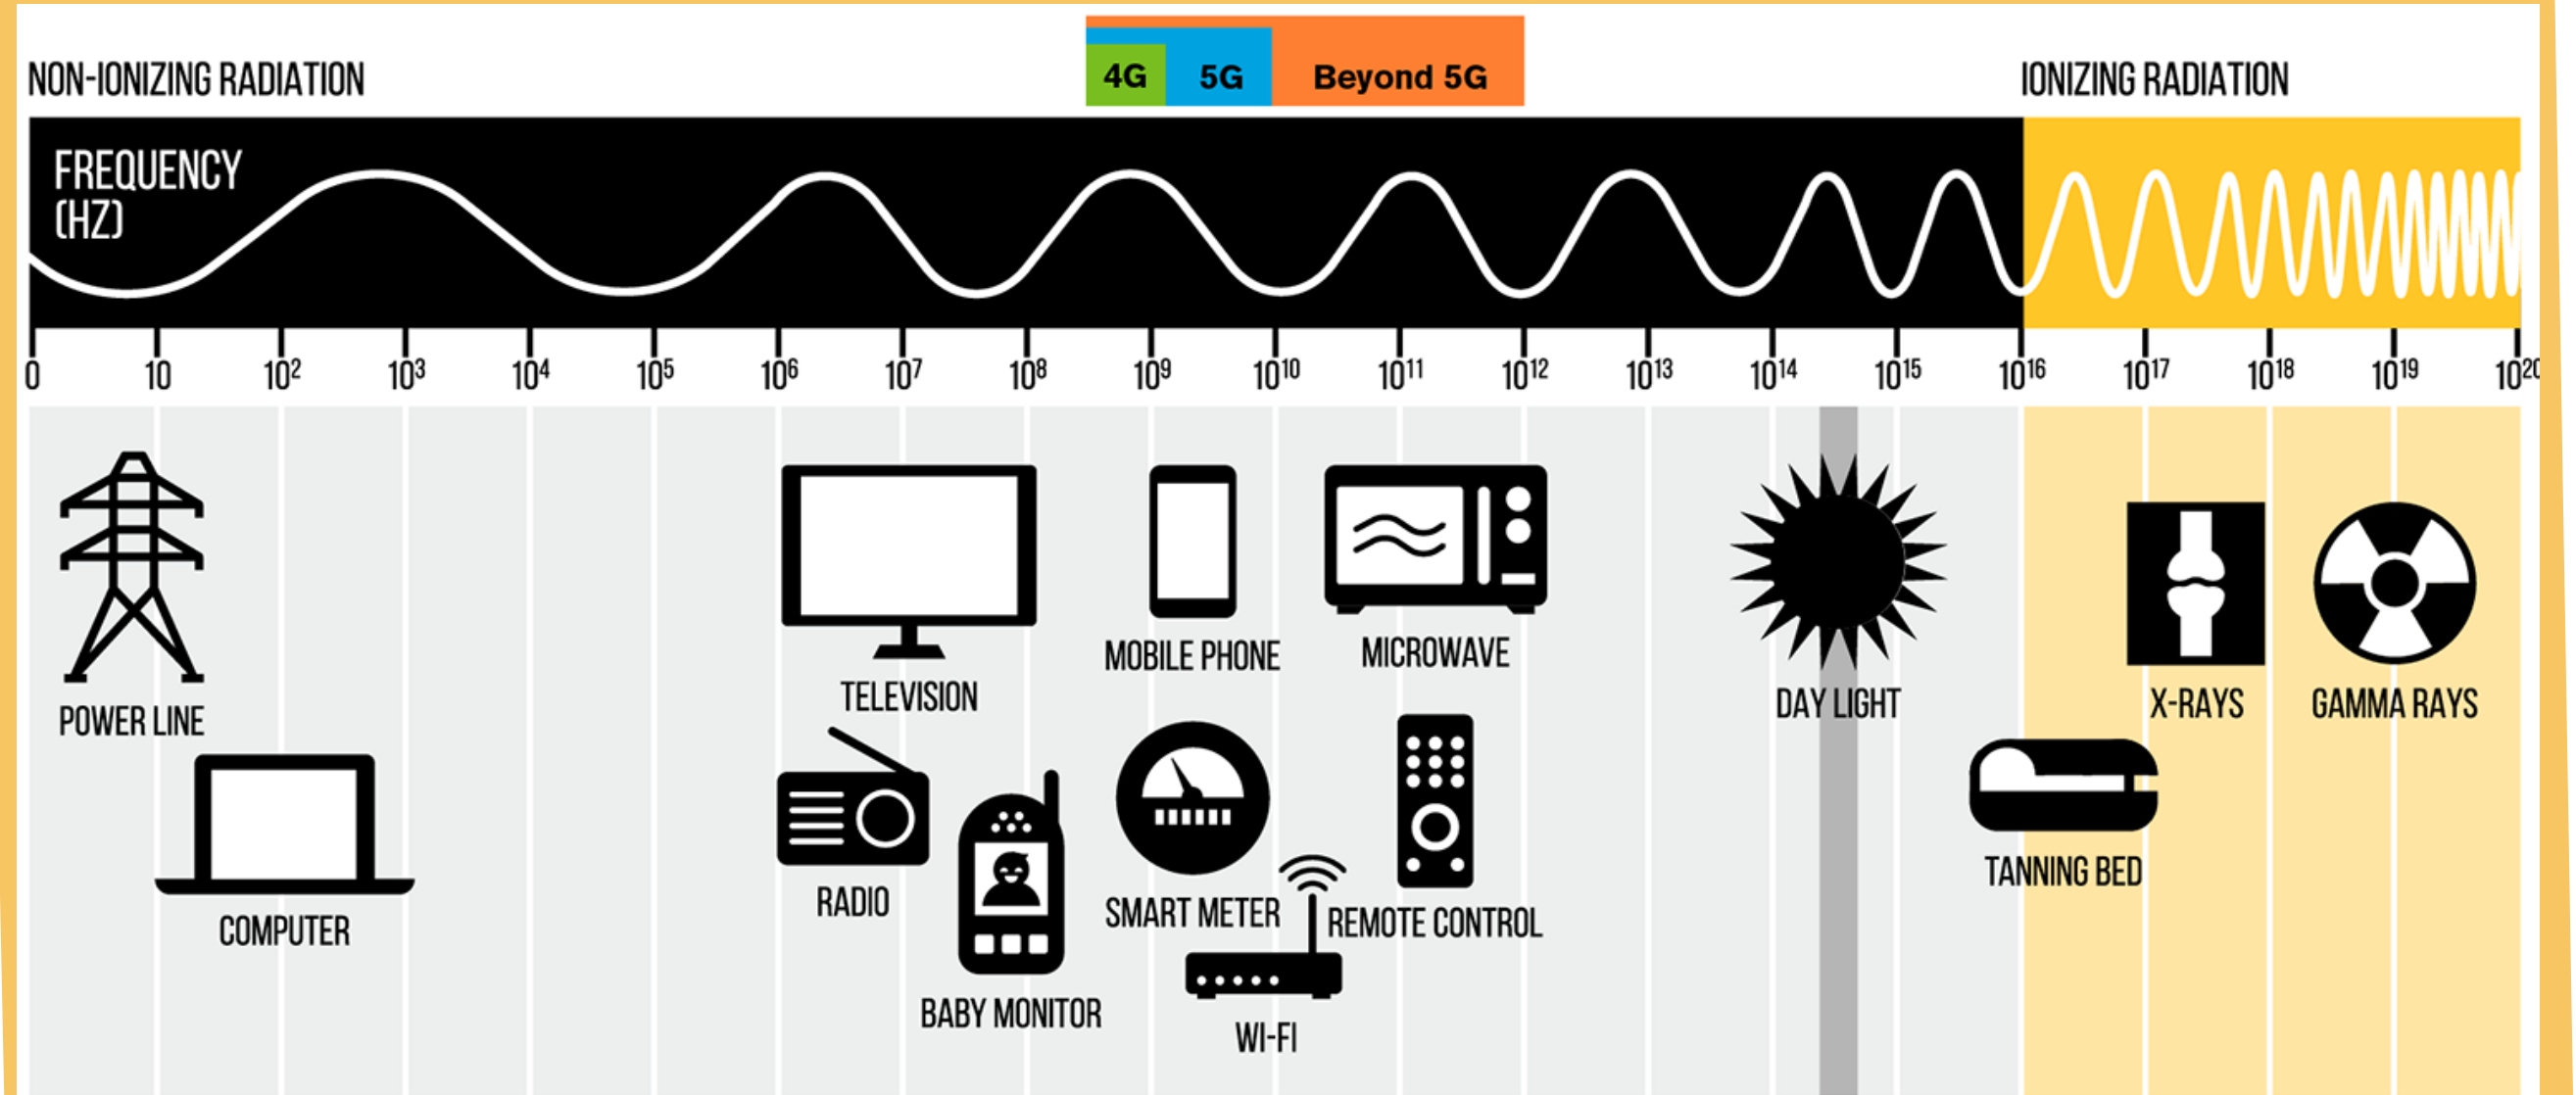 4G 5G Beyond 5G
NON-IONIZING RADIATION IONIZING RADIATION
FREQUENCY
(HZ)
0 10 10² 10³ 10⁴ 10⁵ 10⁶ 10⁷ 10⁸ 10⁹ 10¹⁰ 10¹¹ 10¹² 10¹³ 10¹⁴ 10¹⁵ 10¹⁶ 10¹⁷ 10¹⁸ 10¹⁹ 10²⁰
POWER LINE
COMPUTER
TELEVISION
RADIO
BABY MONITOR
MOBILE PHONE
SMART METER
WI-FI
MICROWAVE
REMOTE CONTROL
DAY LIGHT
TANNING BED
X-RAYS
GAMMA RAYS